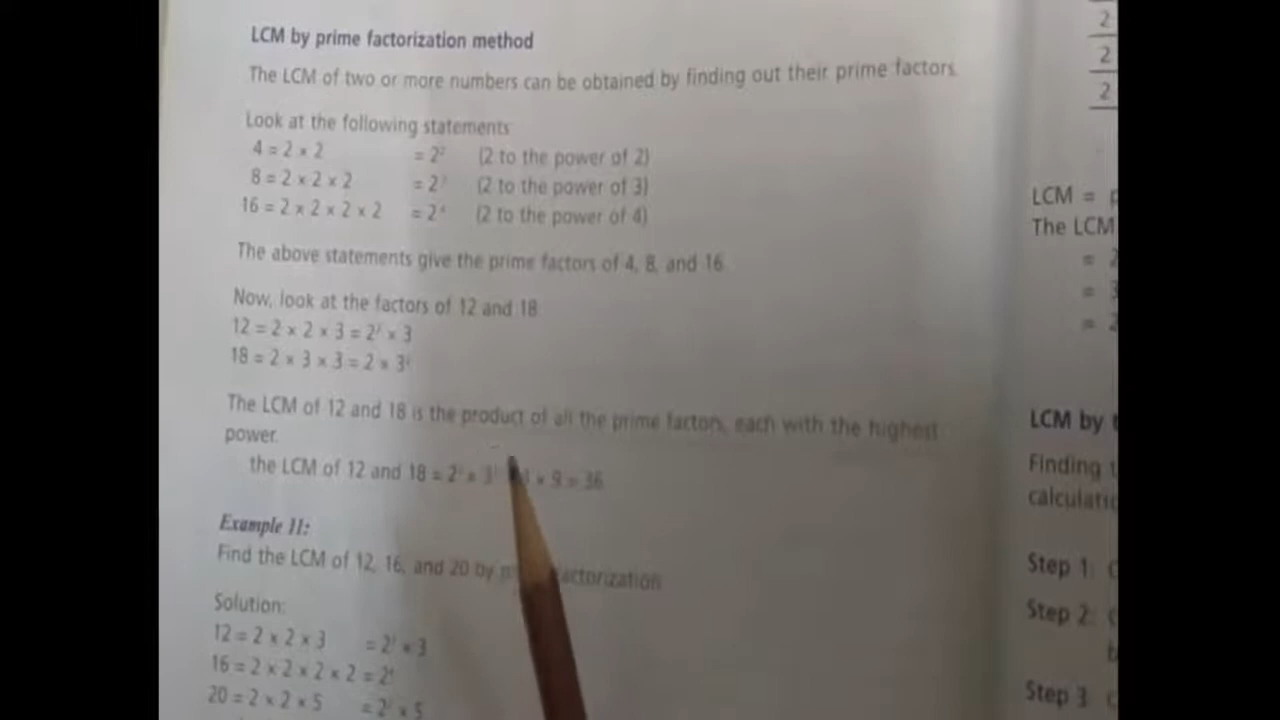 LCM by prime factorization method
The LCM of two or more numbers can be obtained by finding out their prime factors.
Look at the following statements
4 = 2 × 2 = 2² (2 to the power of 2)
8 = 2 × 2 × 2 = 2³ (2 to the power of 3)
16 = 2 × 2 × 2 × 2 = 2⁴ (2 to the power of 4)
The above statements give the prime factors of 4, 8, and 16.
Now, look at the factors of 12 and 18
12 = 2 × 2 × 3 = 2² × 3
18 = 2 × 3 × 3 = 2 × 3²
The LCM of 12 and 18 is the product of all the prime factors, each with the highest
power.
the LCM of 12 and 18 = 2² × 3² × 9 = 36
Example 11:
Find the LCM of 12, 16, and 20 by factorization
Solution:
12 = 2 × 2 × 3 = 2² × 3
16 = 2 × 2 × 2 × 2 = 2⁴
20 = 2 × 2 × 5 = 2² × 5
2
2
2
LCM =
The LCM
=
= 3
= 2
LCM by
Finding
Step 1:
Step 2:
Step 3: